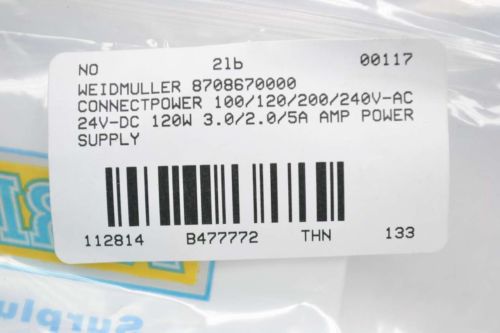 NO 2lb 00117
WEIDMULLER 8708670000
CONNECTPOWER 100/120/200/240V-AC
24V-DC 120W 3.0/2.0/5A AMP POWER
SUPPLY
112814 B477772 THN 133
Surplu